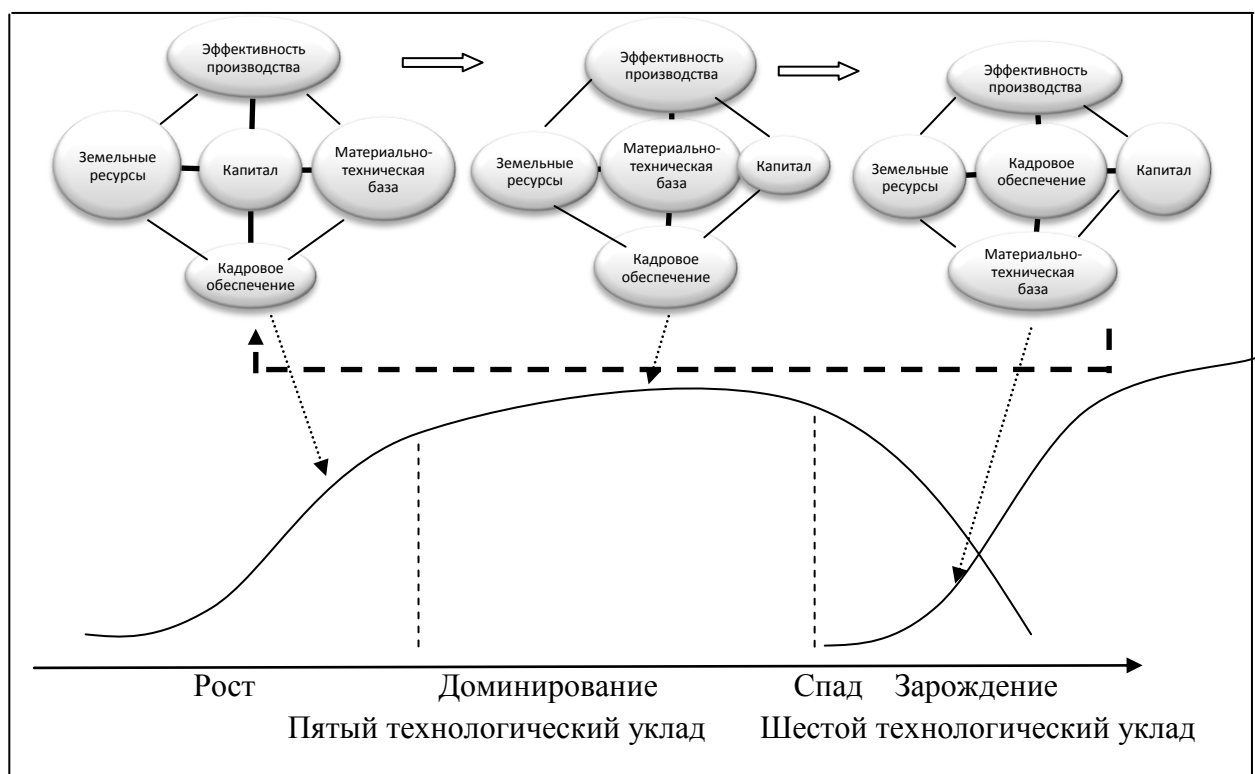 Эффективность
производства
Земельные
ресурсы
Капитал
Материально-
техническая
база
Кадровое
обеспечение
Эффективность
производства
Земельные
ресурсы
Материально-
техническая
база
Капитал
Кадровое
обеспечение
Эффективность
производства
Земельные
ресурсы
Кадровое
обеспечение
Капитал
Материально-
техническая
база
Рост Доминирование Спад Зарождение
Пятый технологический уклад Шестой технологический уклад